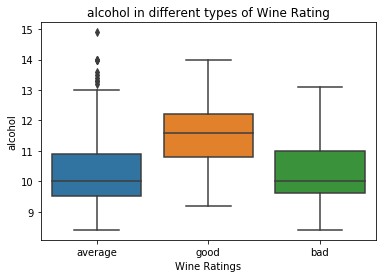 alcohol in different types of Wine Rating
15
14
13
12
11
10
9
alcohol
average
good
bad
Wine Ratings